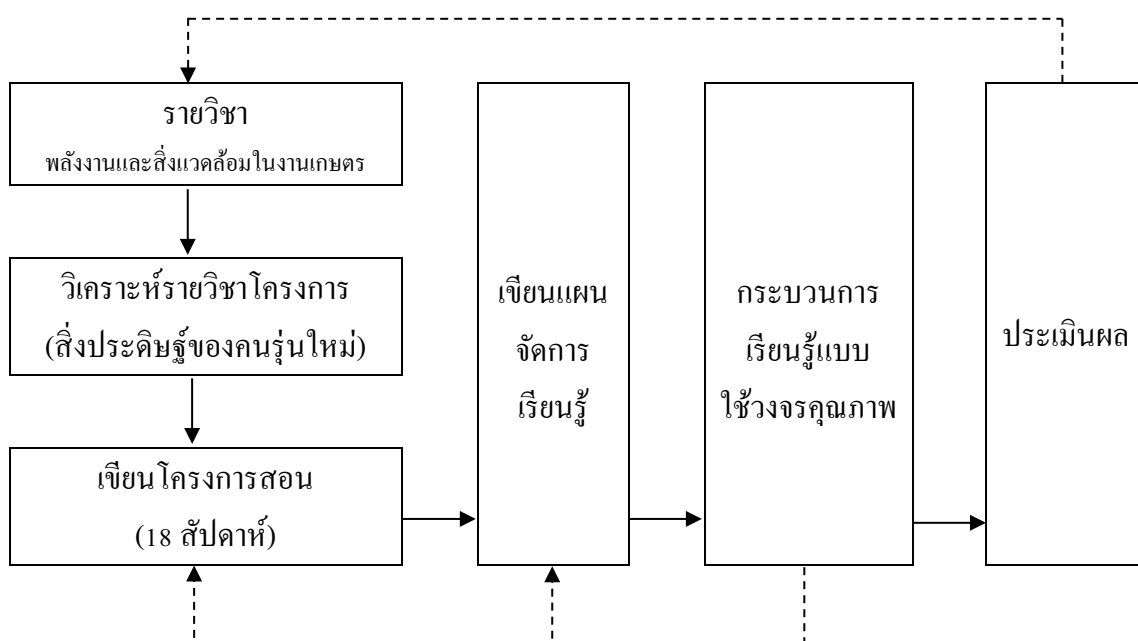 รายวิชา
พลังงานและสิ่งแวดล้อมในงานเกษตร
วิเคราะห์รายวิชาโครงการ
(สิ่งประดิษฐ์ของคนรุ่นใหม่)
เขียนโครงการสอน
(18 สัปดาห์)
เขียนแผน
จัดการ
เรียนรู้
กระบวนการ
เรียนรู้แบบ
ใช้วงจรคุณภาพ
ประเมินผล